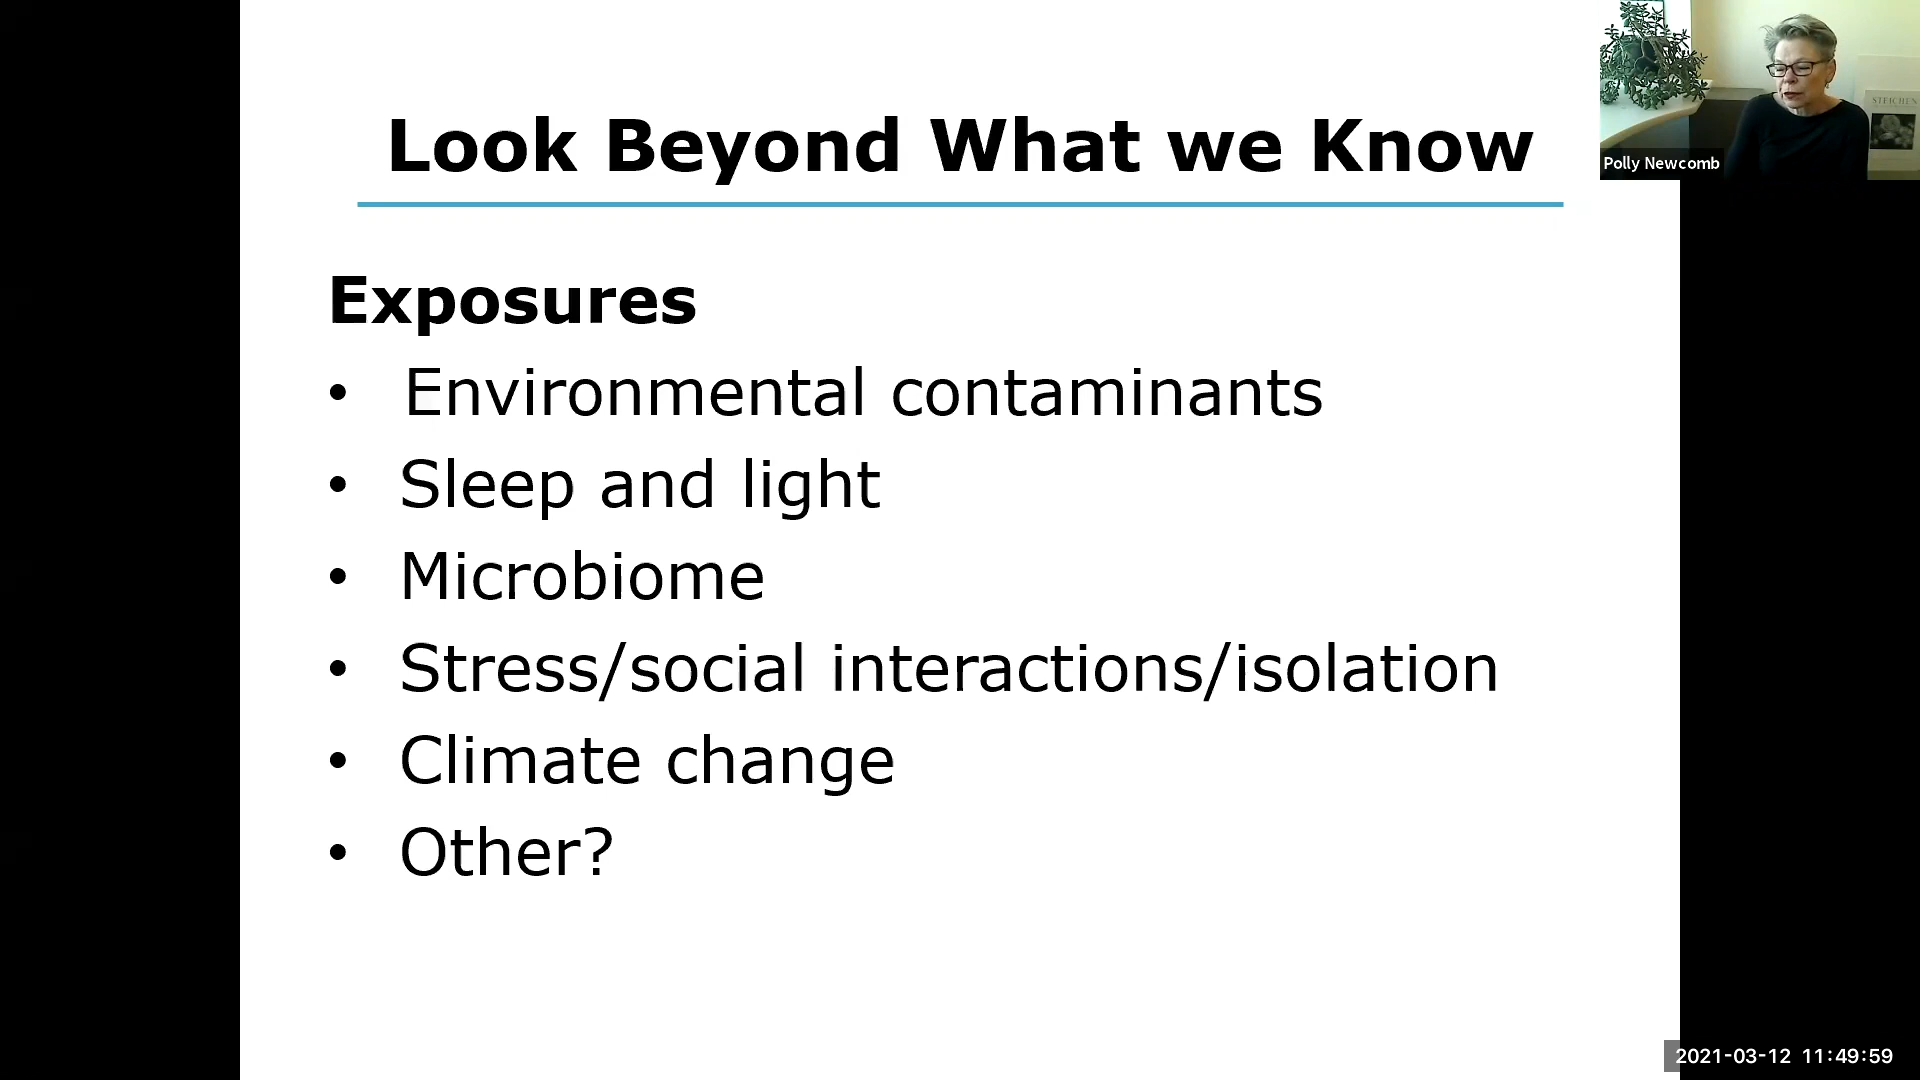 Look Beyond What we Know
Exposures
• Environmental contaminants
• Sleep and light
• Microbiome
• Stress/social interactions/isolation
• Climate change
• Other?
STEICHEN
Polly Newcomb
2021-03-12 11:49:59